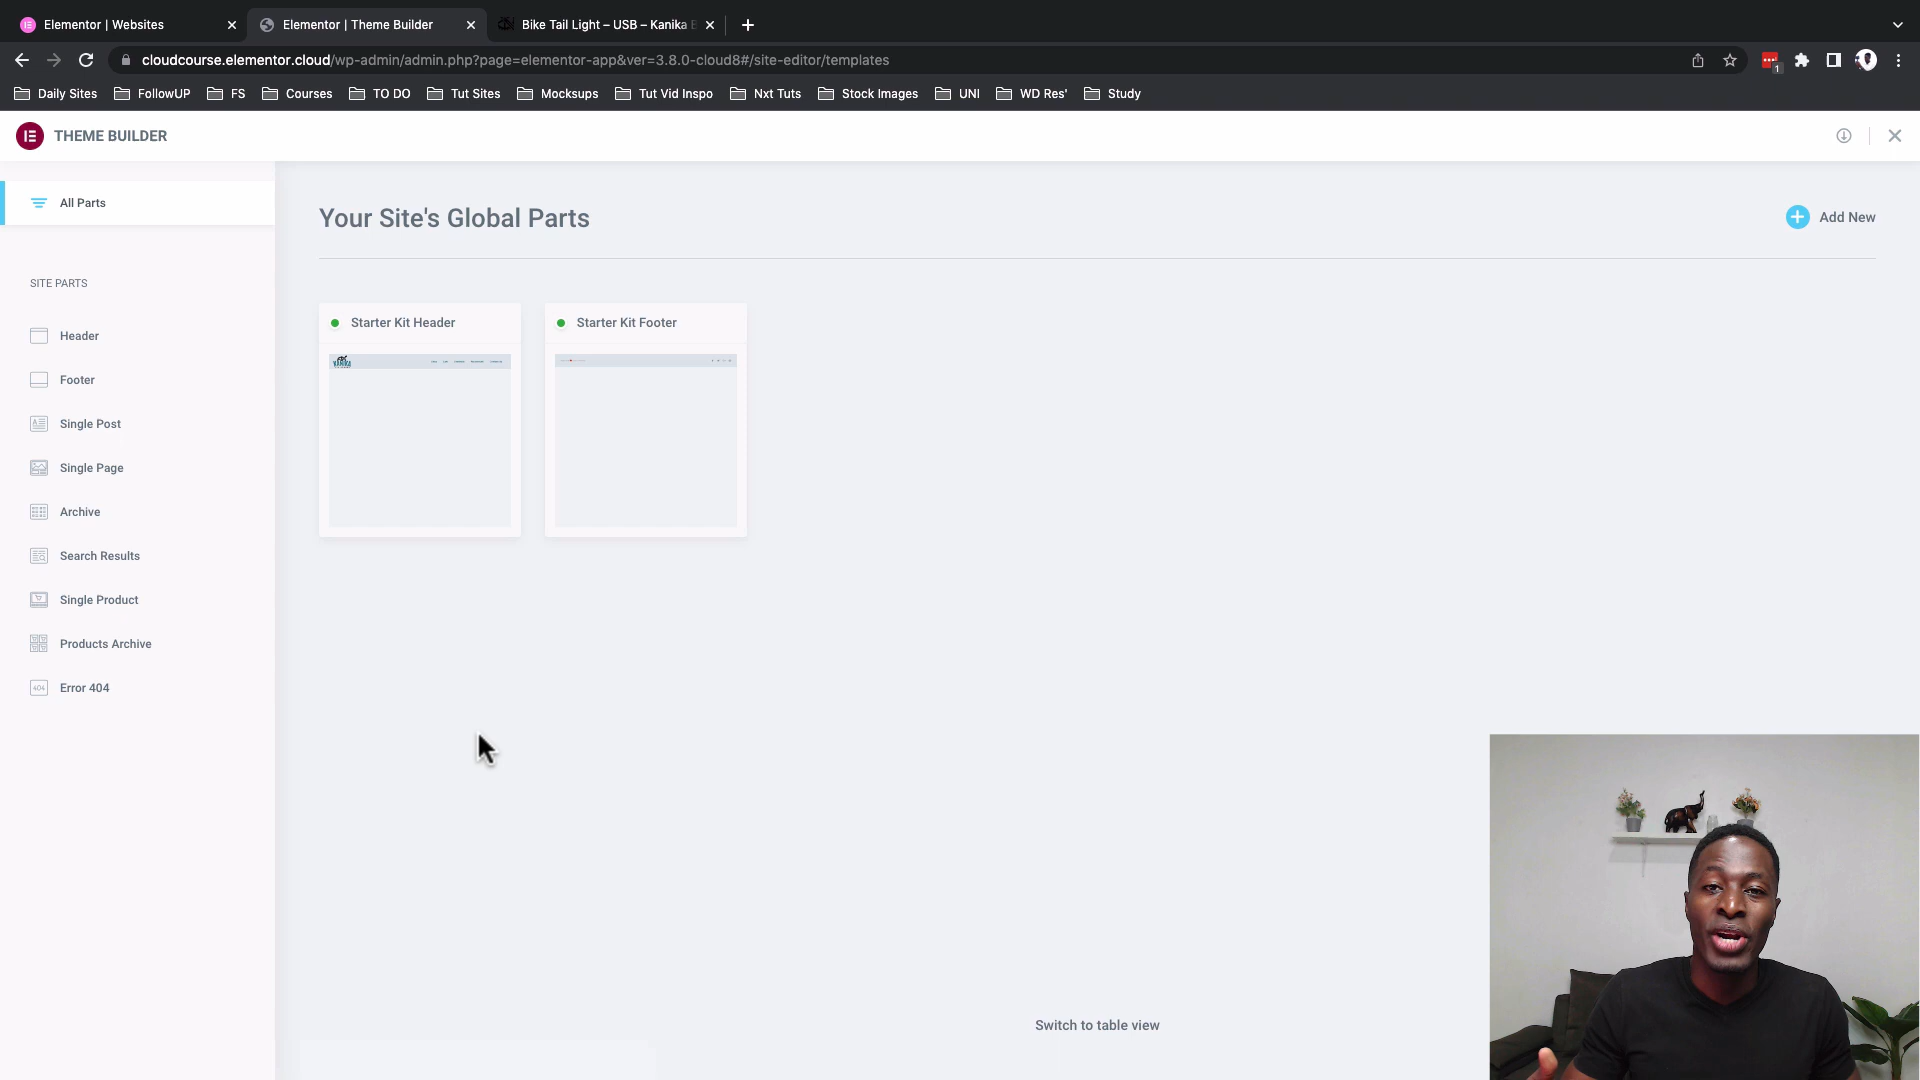 Elementor | Websites
Elementor | Theme Builder
Bike Tail Light – USB – Kanika B
cloudcourse.elementor.cloud/wp-admin/admin.php?page=elementor-app&ver=3.8.0-cloud8#/site-editor/templates
1
Daily Sites
FollowUP
FS
Courses
TO DO
Tut Sites
Mocksups
Tut Vid Inspo
Nxt Tuts
Stock Images
UNI
WD Res'
Study
THEME BUILDER
All Parts
Your Site's Global Parts
Add New
SITE PARTS
Header
Footer
Single Post
Single Page
Archive
Search Results
Single Product
Products Archive
404
Error 404
Starter Kit Header
KANIKA
Starter Kit Footer
Switch to table view